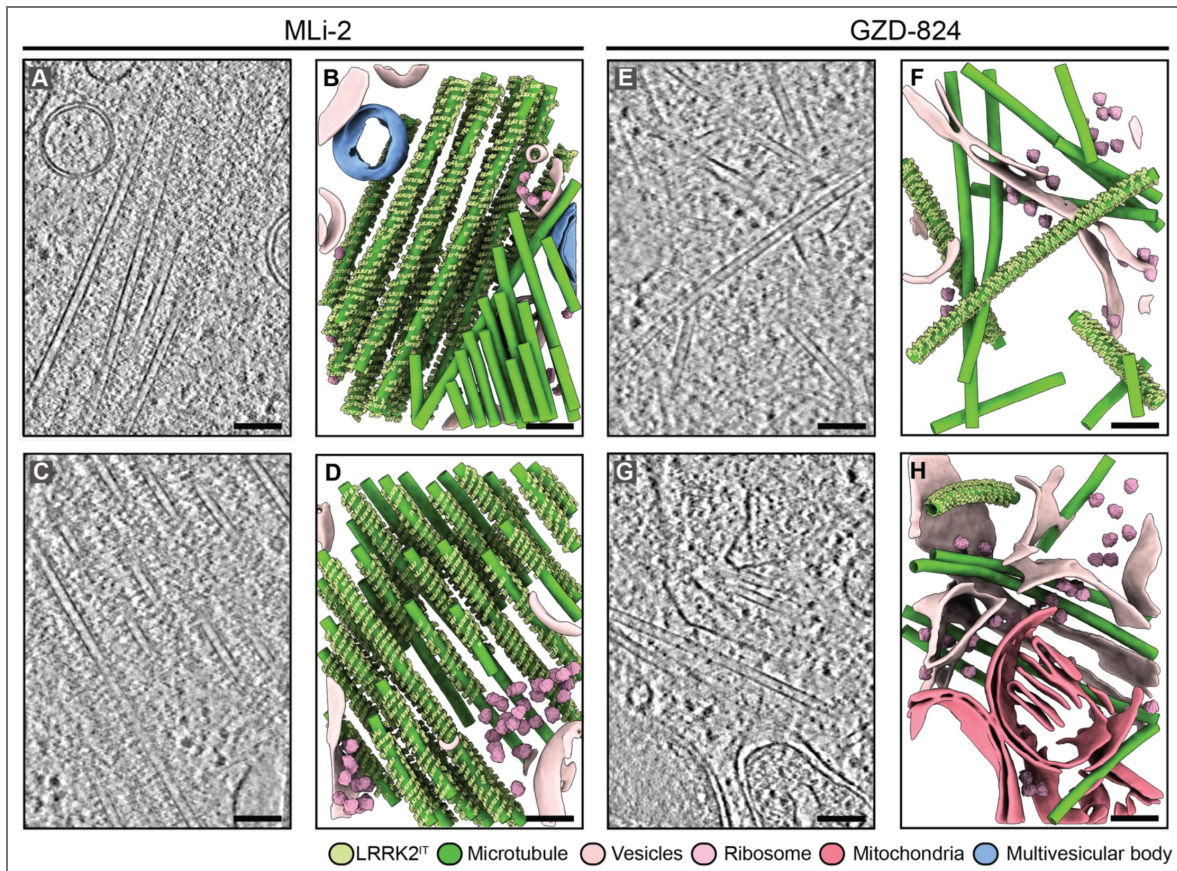 MLi-2
GZD-824
A
B
E
F
C
D
G
H
LRRK2ᴵᵀ
Microtubule
Vesicles
Ribosome
Mitochondria
Multivesicular body